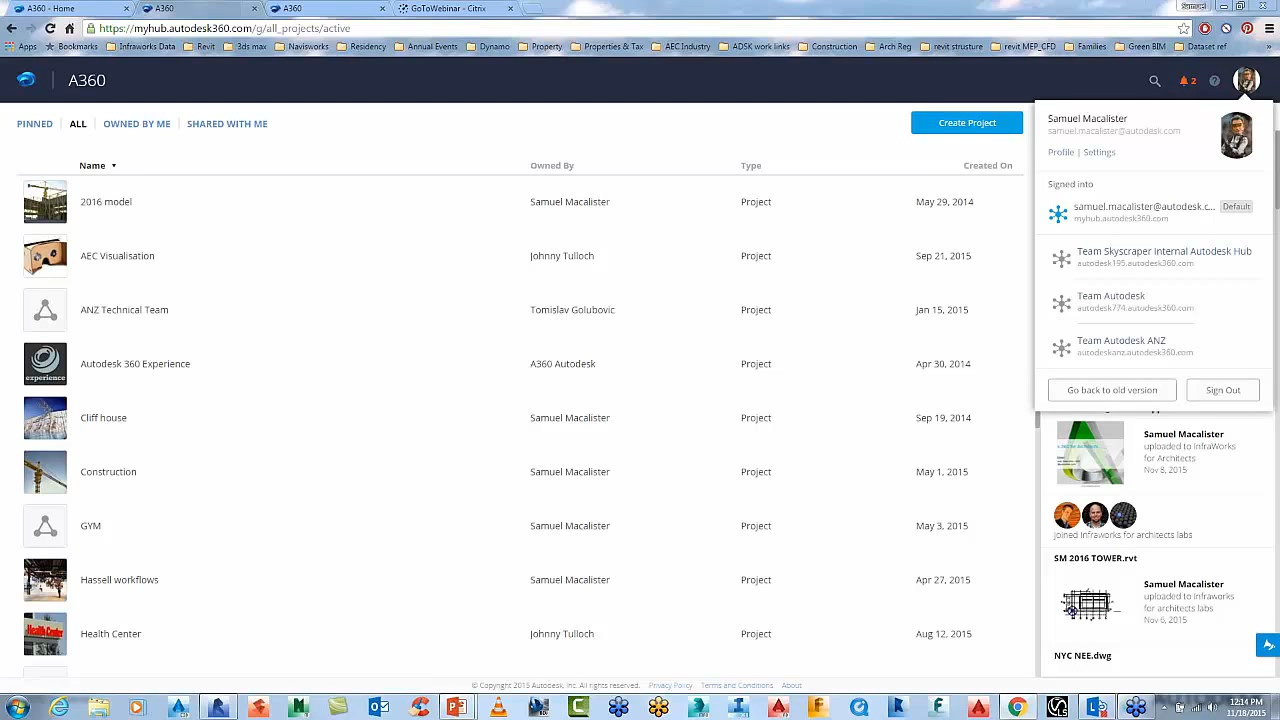 A360 - Home
A360
A360
GoToWebinar - Citrix
Samuel
https://myhub.autodesk360.com/g/all_projects/active
Apps
Bookmarks
Infraworks Data
Revit
3ds max
Navisworks
Residency
Annual Events
Dynamo
Property
Properties & Tax
AEC Industry
ADSK work links
Construction
Arch Reg
revit strusture
revit MEP_CFD
Families
Green BIM
Dataset ref
»
A360
2
PINNED
ALL
OWNED BY ME
SHARED WITH ME
Create Project
Name
Owned By
Type
Created On
2016 model
Samuel Macalister
Project
May 29, 2014
AEC Visualisation
Johnny Tulloch
Project
Sep 21, 2015
ANZ Technical Team
Tomislav Golubovic
Project
Jan 15, 2015
Autodesk 360 Experience
A360 Autodesk
Project
Apr 30, 2014
experience
Cliff house
Samuel Macalister
Project
Sep 19, 2014
Construction
Samuel Macalister
Project
May 1, 2015
GYM
Samuel Macalister
Project
May 3, 2015
Hassell workflows
Samuel Macalister
Project
Apr 27, 2015
Health Center
Health Center
Johnny Tulloch
Project
Aug 12, 2015
Samuel Macalister
samuel.macalister@autodesk.com
Profile | Settings
Signed into
samuel.macalister@autodesk.c...
Default
myhub.autodesk360.com
Team Skyscraper Internal Autodesk Hub
autodesk195.autodesk360.com
Team Autodesk
autodesk774.autodesk360.com
Team Autodesk ANZ
autodeskanz.autodesk360.com
Go back to old version
Sign Out
Samuel Macalister
uploaded to InfraWorks
for Architects
Nov 8, 2015
Joined Infraworks for architects labs
SM 2016 TOWER.rvt
Samuel Macalister
uploaded to Infraworks
for architects labs
Nov 6, 2015
NYC NEE.dwg
© Copyright 2015 Autodesk, Inc. All rights reserved.
Privacy Policy
Terms and Conditions
About
12:14 PM
11/18/2015